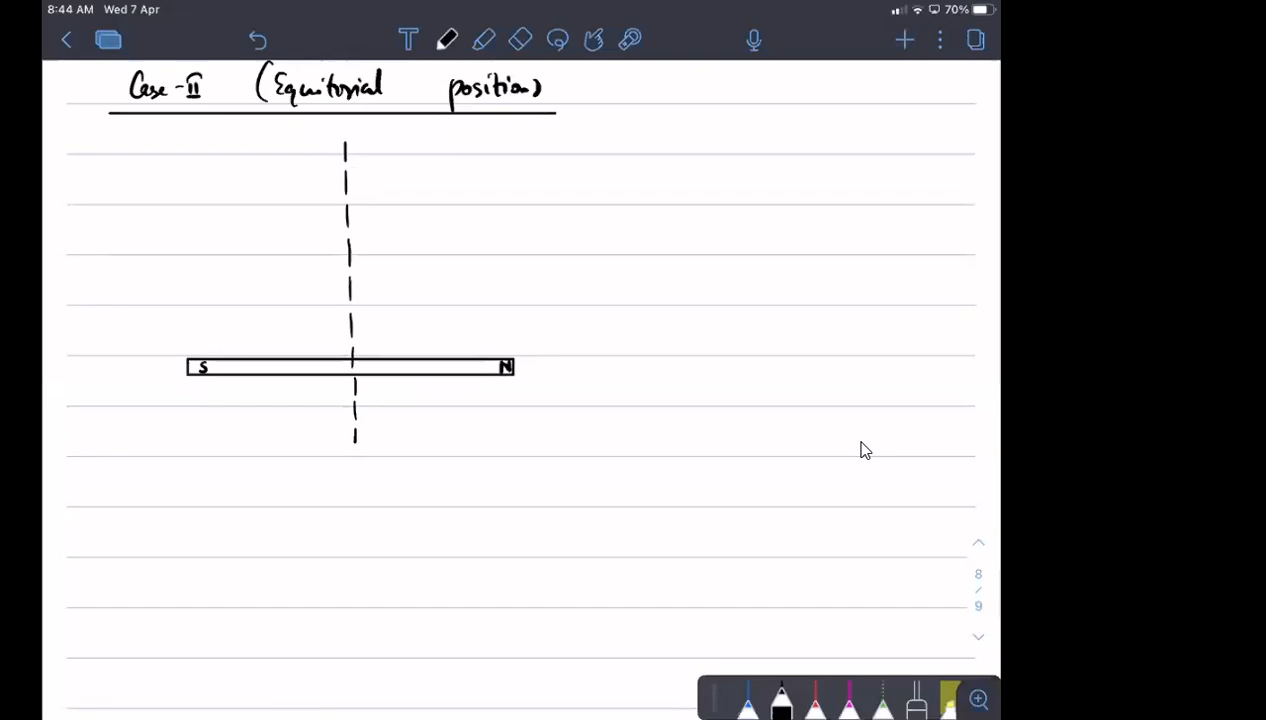 8:44 AM Wed 7 Apr
70%
T
Case-II (Equitorial position)
S N
8
/
9